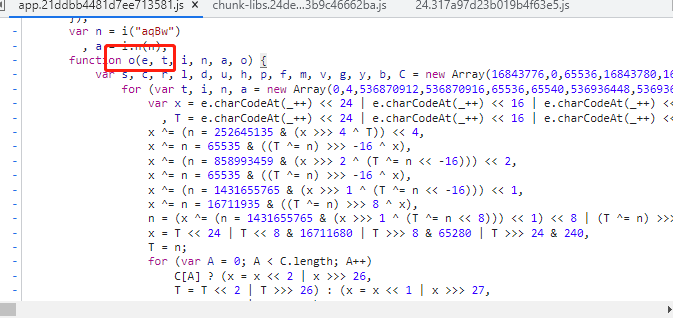 app.21ddbb4481d7ee713581.js × chunk-libs.24de...3b9c46662ba.js 24.317a97d23b019b4f63e5.js
});
var n = i("aqBw")
, a = i.n(n);
function o(e, t, i, n, a, o) {
var s, c, r, l, d, u, h, p, f, m, v, g, y, b, C = new Array(16843776,0,65536,16843780,16
for (var t, i, n, a = new Array(0,4,536870912,536870916,65536,65540,536936448,536936
var x = e.charCodeAt(_++) << 24 | e.charCodeAt(_++) << 16 | e.charCodeAt(_++) <<
, T = e.charCodeAt(_++) << 24 | e.charCodeAt(_++) << 16 | e.charCodeAt(_++) <<
x ^= (n = 252645135 & (x >>> 4 ^ T)) << 4,
x ^= n = 65535 & ((T ^= n) >>> -16 ^ x),
x ^= (n = 858993459 & (x >>> 2 ^ (T ^= n << -16))) << 2,
x ^= n = 65535 & ((T ^= n) >>> -16 ^ x),
x ^= (n = 1431655765 & (x >>> 1 ^ (T ^= n << -16))) << 1,
x ^= n = 16711935 & ((T ^= n) >>> 8 ^ x),
n = (x ^= (n = 1431655765 & (x >>> 1 ^ (T ^= n << 8))) << 1) << 8 | (T ^= n) >>>
x = T << 24 | T << 8 & 16711680 | T >>> 8 & 65280 | T >>> 24 & 240,
T = n;
for (var A = 0; A < C.length; A++)
C[A] ? (x = x << 2 | x >>> 26,
T = T << 2 | T >>> 26) : (x = x << 1 | x >>> 27,